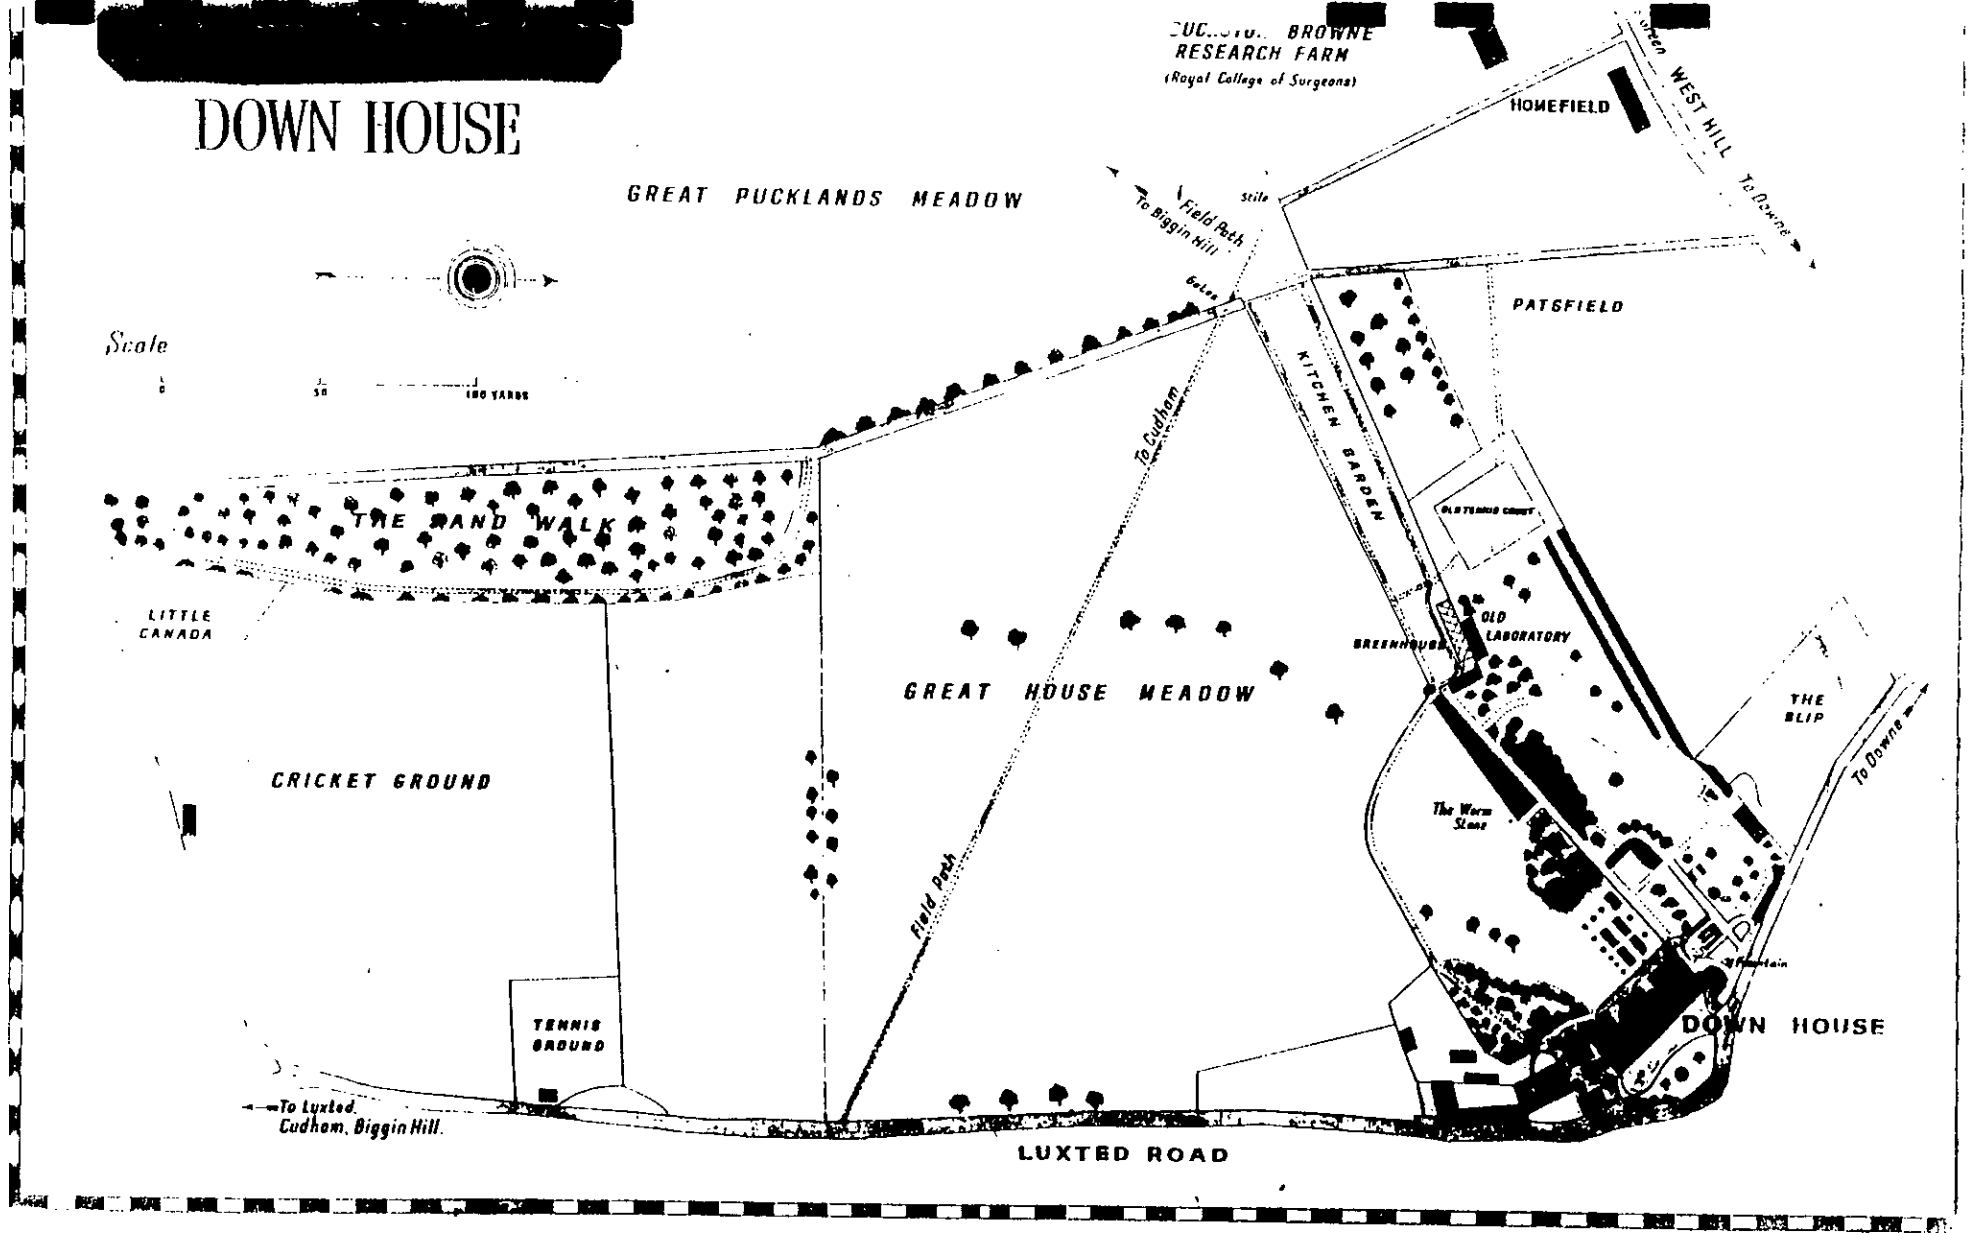 BROWNE
RESEARCH FARM
(Royal College of Surgeons)
DOWN HOUSE
HOMEFIELD
Green
WEST HILL
To Downe
GREAT PUCKLANDS MEADOW
Stile
Field Path
To Biggin Hill
Gates
PATSFIELD
Scale
0
50
100 YARDS
KITCHEN GARDEN
To Cudham
THE SAND WALK
OLD TENNIS COURT
LITTLE
CANADA
OLD
LABORATORY
GREENHOUSE
GREAT HOUSE MEADOW
THE
SLIP
To Downe
CRICKET GROUND
The Worm
Stone
Field Path
Fountain
TENNIS
GROUND
DOWN HOUSE
To Luxted.
Cudham, Biggin Hill.
LUXTED ROAD